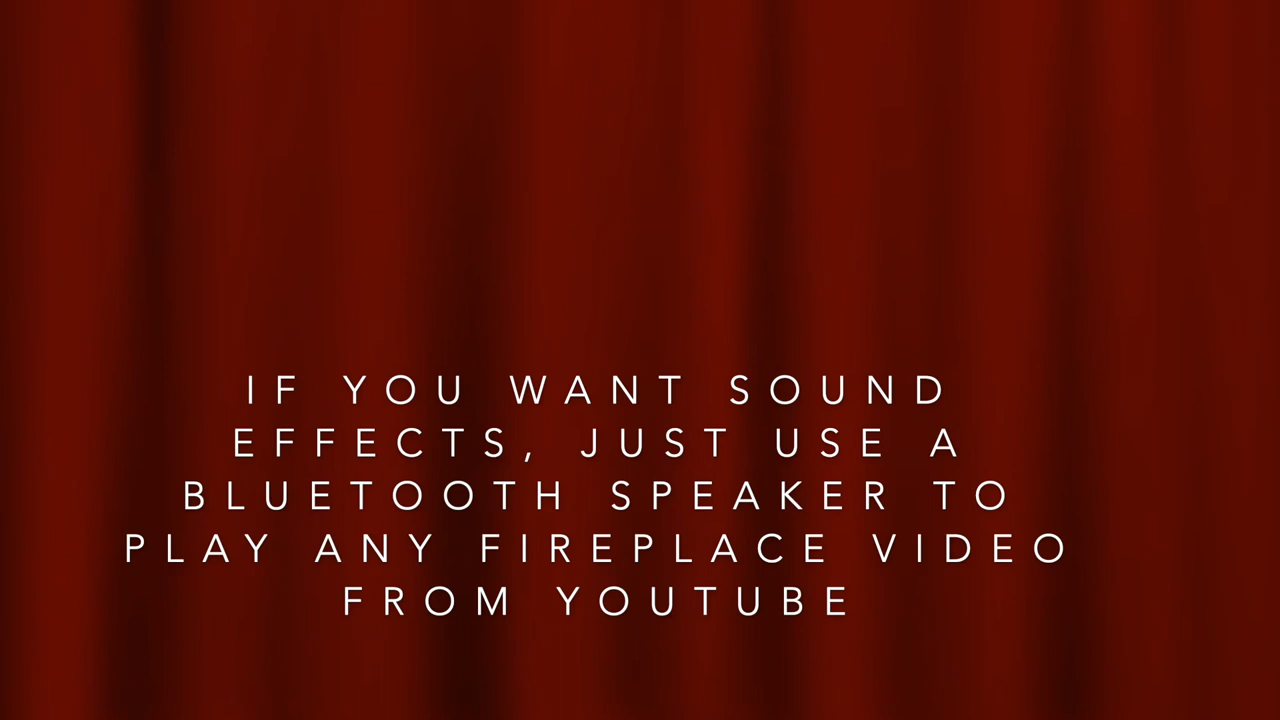 IF YOU WANT SOUND
EFFECTS, JUST USE A
BLUETOOTH SPEAKER TO
PLAY ANY FIREPLACE VIDEO
FROM YOUTUBE